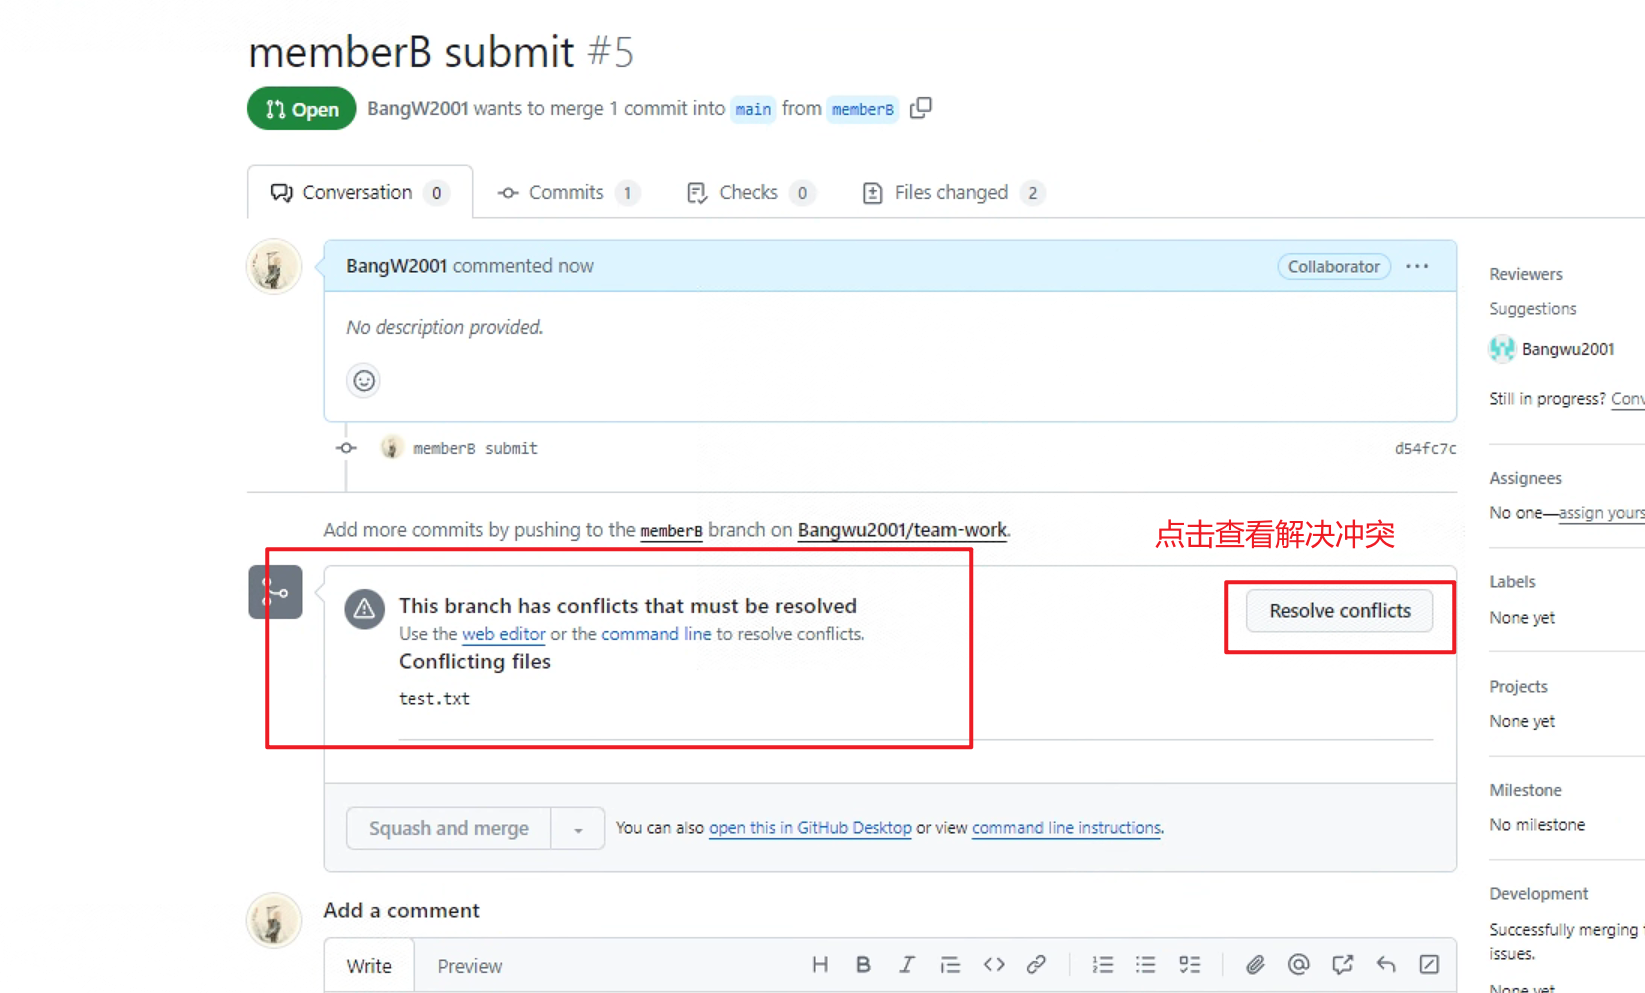 memberB submit #5
Open BangW2001 wants to merge 1 commit into main from memberB
Conversation 0 Commits 1 Checks 0 Files changed 2
BangW2001 commented now Collaborator
No description provided.
memberB submit d54fc7c
Add more commits by pushing to the memberB branch on Bangwu2001/team-work.
点击查看解决冲突
This branch has conflicts that must be resolved
Use the web editor or the command line to resolve conflicts.
Resolve conflicts
Conflicting files
test.txt
Squash and merge You can also open this in GitHub Desktop or view command line instructions.
Add a comment
Write Preview
Reviewers
Suggestions
Bangwu2001
Still in progress? Conv
Assignees
No one—assign yours
Labels
None yet
Projects
None yet
Milestone
No milestone
Development
Successfully merging
issues.
None yet